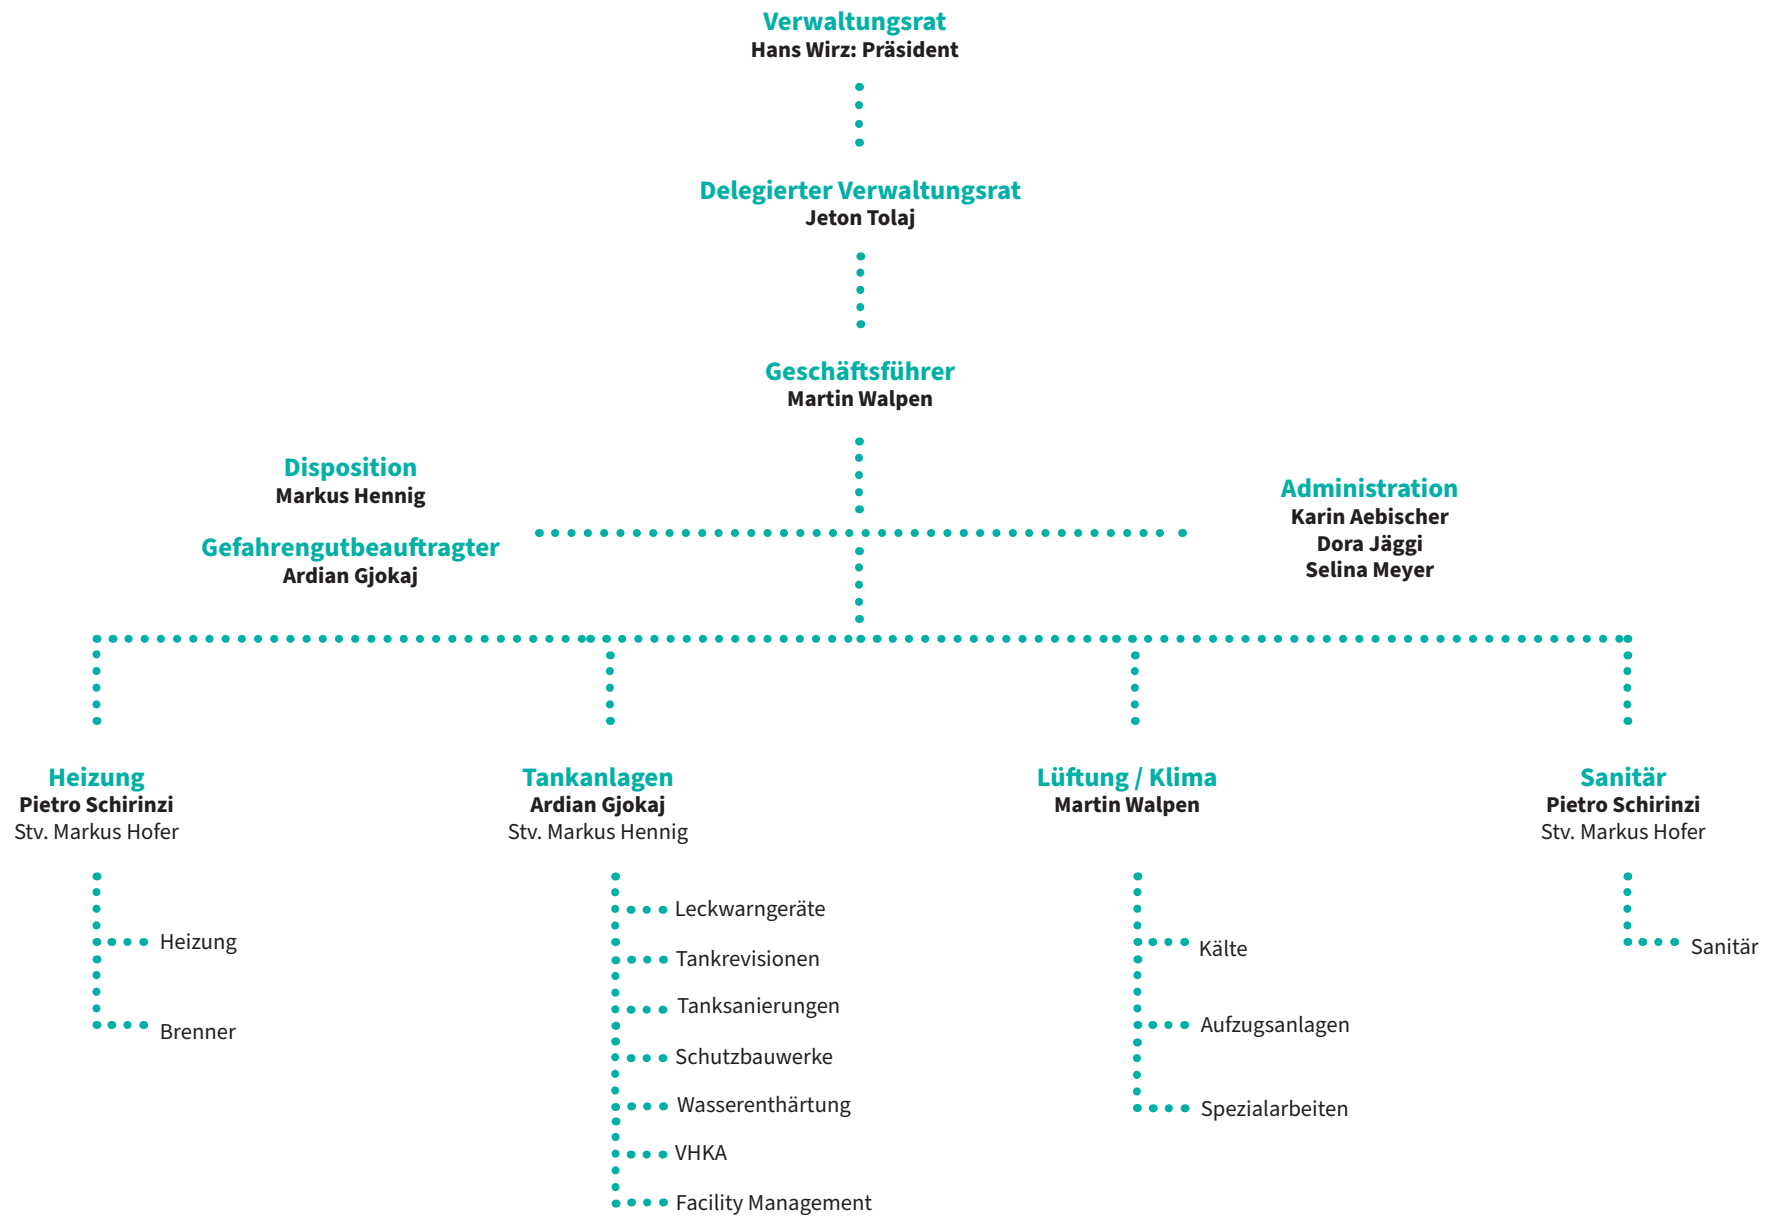 Verwaltungsrat
Hans Wirz: Präsident
Delegierter Verwaltungsrat
Jeton Tolaj
Geschäftsführer
Martin Walpen
Disposition
Markus Hennig
Gefahrengutbeauftragter
Ardian Gjokaj
Administration
Karin Aebischer
Dora Jäggi
Selina Meyer
Heizung
Pietro Schirinzi
Stv. Markus Hofer
Heizung
Brenner
Tankanlagen
Ardian Gjokaj
Stv. Markus Hennig
Leckwarngeräte
Tankrevisionen
Tanksanierungen
Schutzbauwerke
Wasserenthärtung
VHKA
Facility Management
Lüftung / Klima
Martin Walpen
Kälte
Aufzugsanlagen
Spezialarbeiten
Sanitär
Pietro Schirinzi
Stv. Markus Hofer
Sanitär